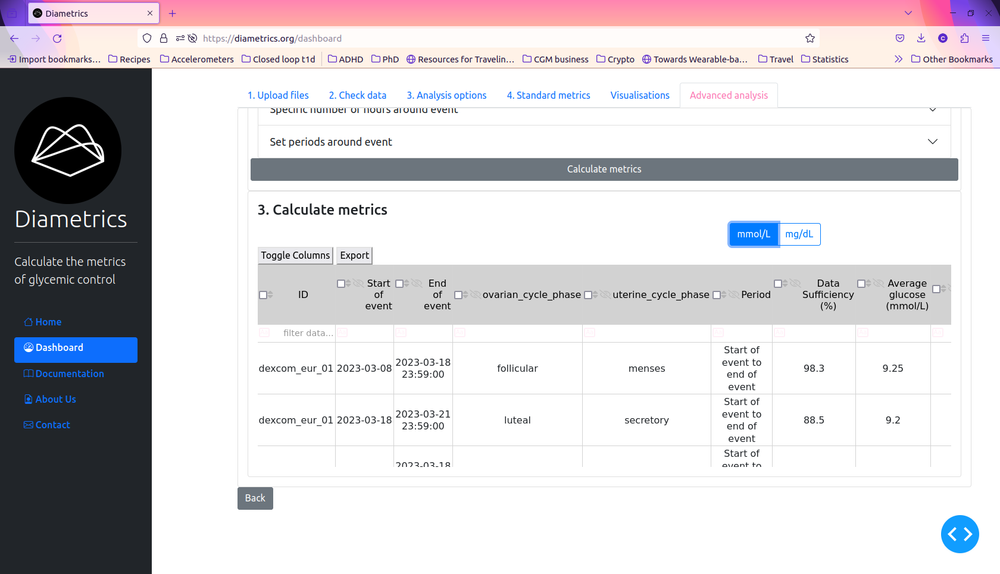 Diametrics
https://diametrics.org/dashboard
Import bookmarks... Recipes Accelerometers Closed loop t1d ADHD PhD Resources for Travelin... CGM business Crypto Towards Wearable-ba... Travel Statistics Other Bookmarks
Diametrics
Calculate the metrics
of glycemic control
Home
Dashboard
Documentation
About Us
Contact
1. Upload files 2. Check data 3. Analysis options 4. Standard metrics Visualisations Advanced analysis
Specific number of hours around event
Set periods around event
Calculate metrics
3. Calculate metrics
mmol/L mg/dL
Toggle Columns Export
ID
Start
of
event
End
of
event
ovarian_cycle_phase
uterine_cycle_phase
Period
Data
Sufficiency
(%)
Average
glucose
(mmol/L)
filter data...
dexcom_eur_01
2023-03-08
2023-03-18
23:59:00
follicular
menses
Start of
event to
end of
event
98.3
9.25
dexcom_eur_01
2023-03-18
2023-03-21
23:59:00
luteal
secretory
Start of
event to
end of
event
88.5
9.2
2023-03-18
Start of
event to
Back